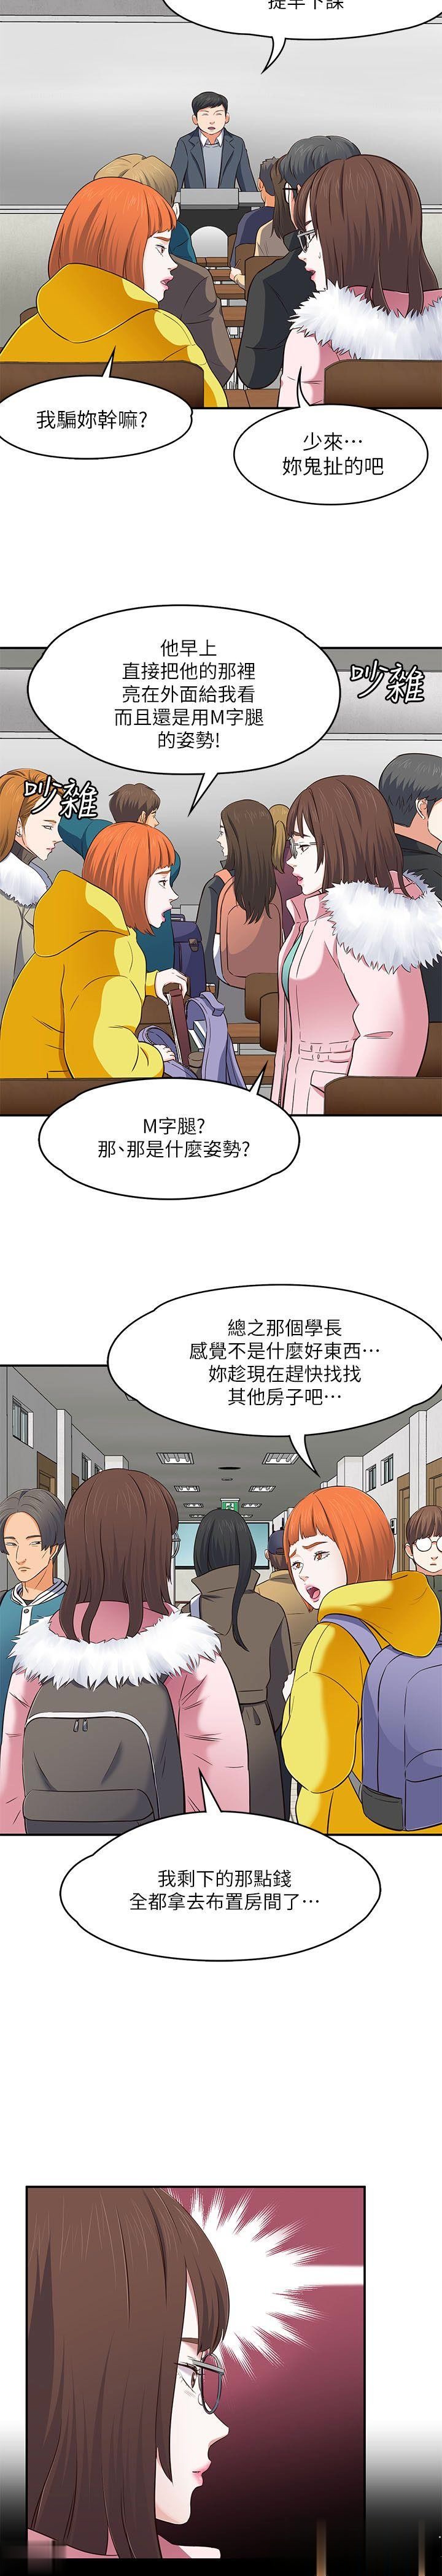 提早下課
我騙妳幹嘛?
少來…
妳鬼扯的吧
他早上
直接把他的那裡
亮在外面給我看
而且還是用M字腿
的姿勢!
吵雜
吵雜
M字腿?
那、那是什麼姿勢?
總之那個學長
感覺不是什麼好東西…
妳趁現在趕快找找
其他房子吧…
我剩下的那點錢
全都拿去布置房間了…